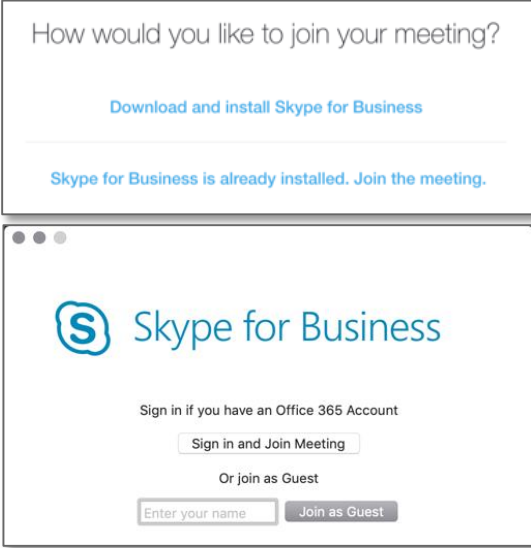 How would you like to join your meeting?
Download and install Skype for Business
Skype for Business is already installed. Join the meeting.
S Skype for Business
Sign in if you have an Office 365 Account
Sign in and Join Meeting
Or join as Guest
Enter your name Join as Guest